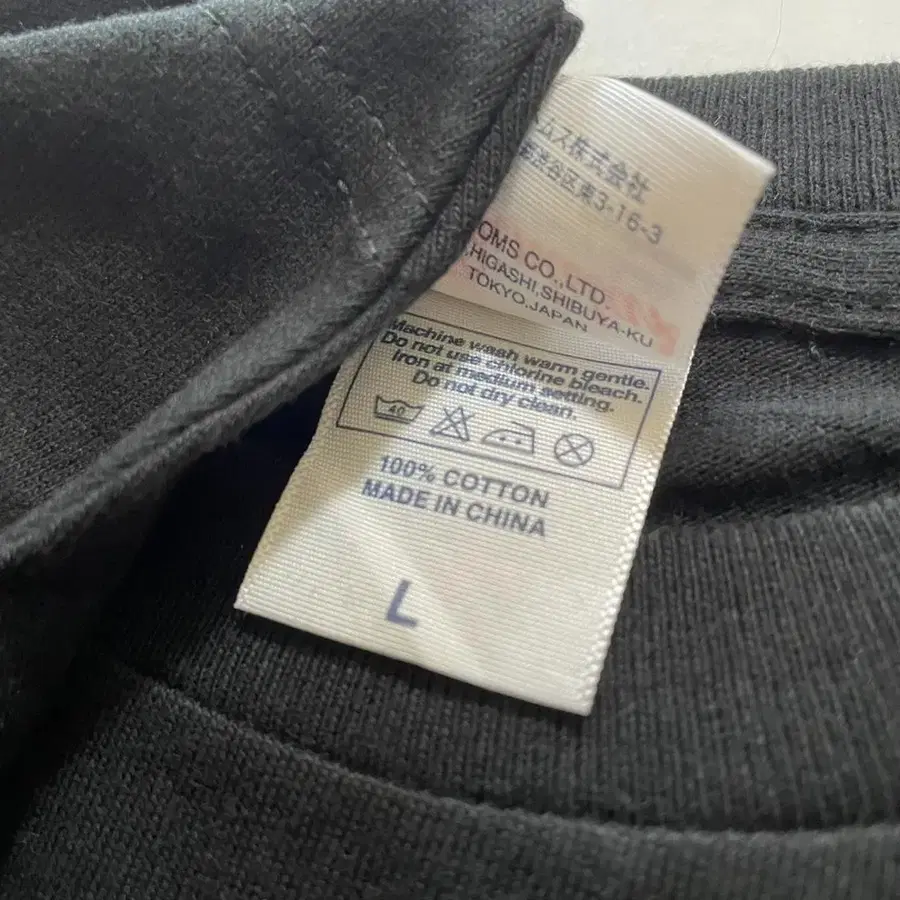 ムス株式会社
渋谷区東3-16-3
OMS CO.,LTD.
,HIGASHI,SHIBUYA-KU
TOKYO.JAPAN
Machine wash warm gentle.
Do not use chlorine bleach.
Iron at medium setting.
Do not dry clean.
40
100% COTTON
MADE IN CHINA
L